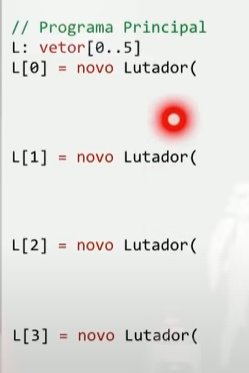 // Programa Principal
L: vetor[0..5]
L[0] = novo Lutador(
L[1] = novo Lutador(
L[2] = novo Lutador(
L[3] = novo Lutador(